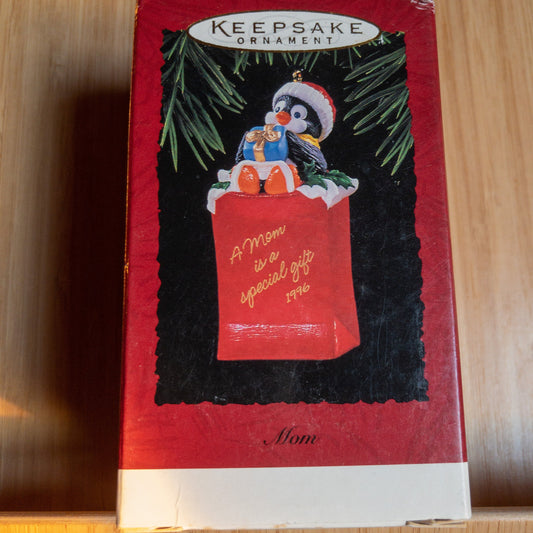 KEEPSAKE
ORNAMENT
A Mom
is a
special gift
1996
Mom